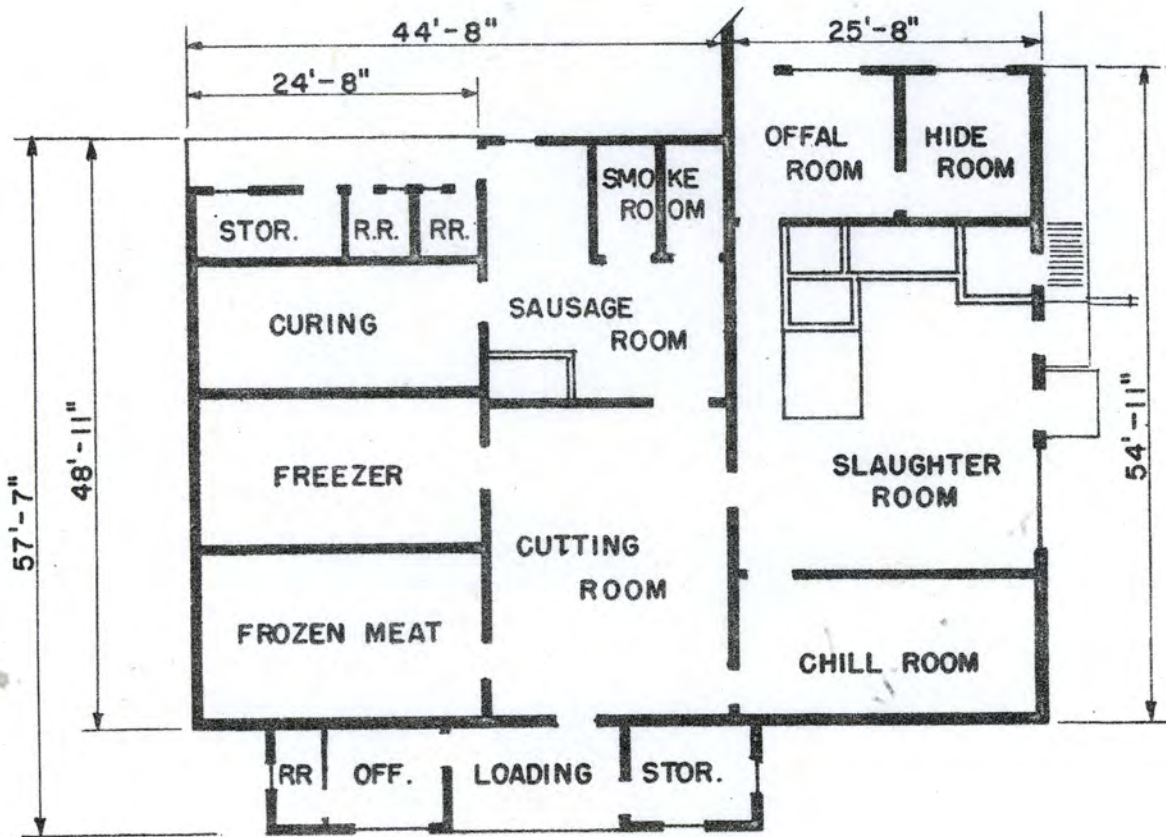 44'-8"
25'-8"
24'-8"
OFFAL
ROOM
HIDE
ROOM
SMOKE
ROOM
STOR.
R.R.
RR.
CURING
SAUSAGE
ROOM
48'-11"
57'-7"
54'-11"
FREEZER
SLAUGHTER
ROOM
CUTTING
ROOM
FROZEN MEAT
CHILL ROOM
RR
OFF.
LOADING
STOR.